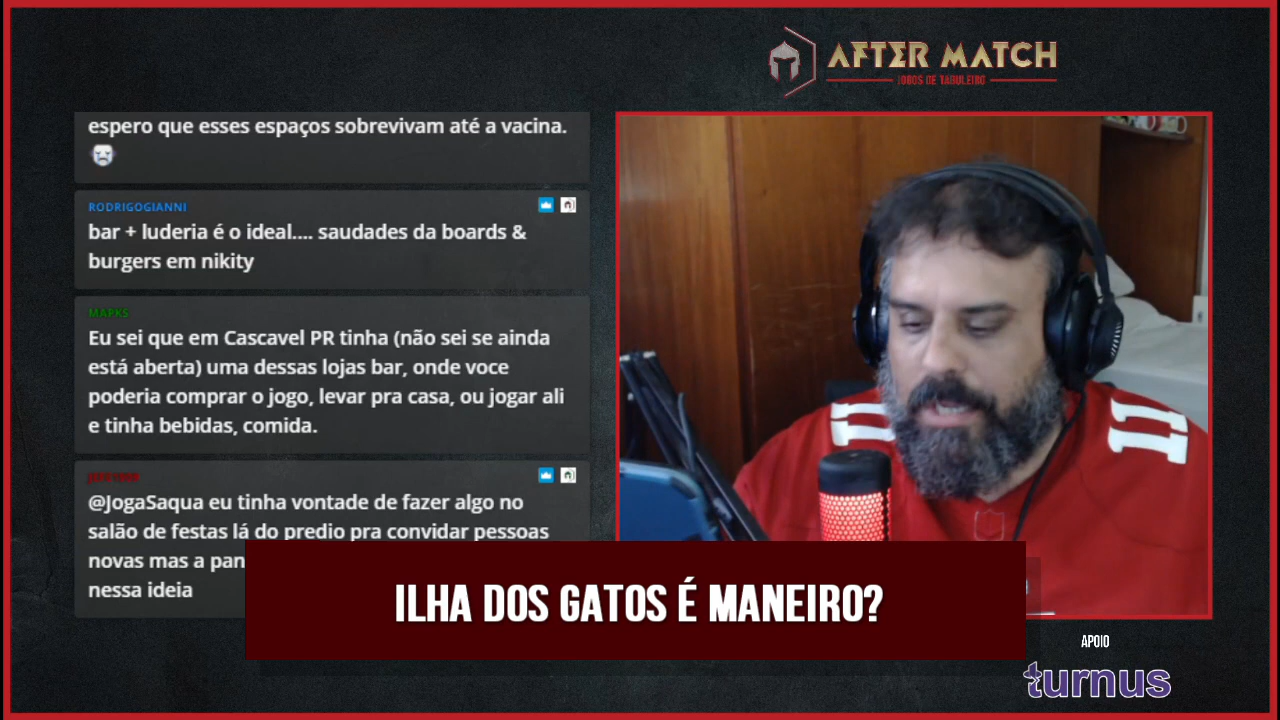 AFTER MATCH
JOGOS DE TABULEIRO
espero que esses espaços sobrevivam até a vacina.
RODRIGOGIANNI
bar + luderia é o ideal.... saudades da boards &
burgers em nikity
MAPKS
Eu sei que em Cascavel PR tinha (não sei se ainda
está aberta) uma dessas lojas bar, onde voce
poderia comprar o jogo, levar pra casa, ou jogar ali
e tinha bebidas, comida.
@JogaSaqua eu tinha vontade de fazer algo no
salão de festas lá do predio pra convidar pessoas
novas mas a pan
nessa ideia
11
ILHA DOS GATOS É MANEIRO?
APOIO
turnus